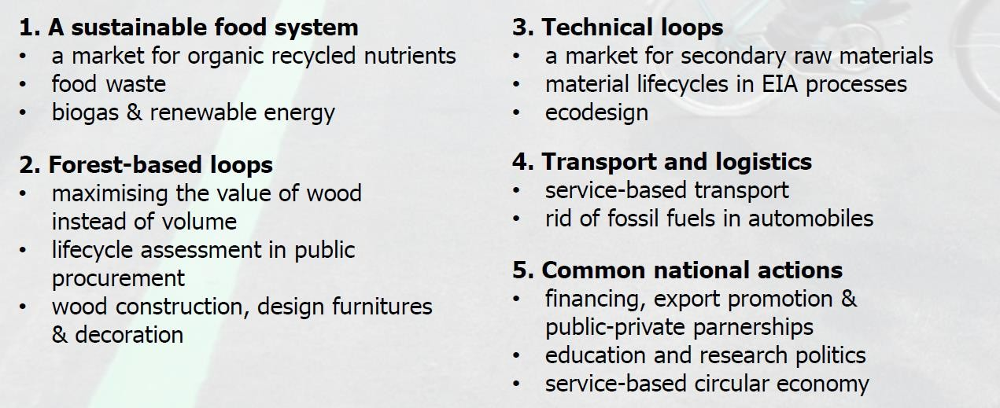 1. A sustainable food system
• a market for organic recycled nutrients
• food waste
• biogas & renewable energy
2. Forest-based loops
• maximising the value of wood
instead of volume
• lifecycle assessment in public
procurement
• wood construction, design furnitures
& decoration
3. Technical loops
• a market for secondary raw materials
• material lifecycles in EIA processes
• ecodesign
4. Transport and logistics
• service-based transport
• rid of fossil fuels in automobiles
5. Common national actions
• financing, export promotion &
public-private parnerships
• education and research politics
• service-based circular economy